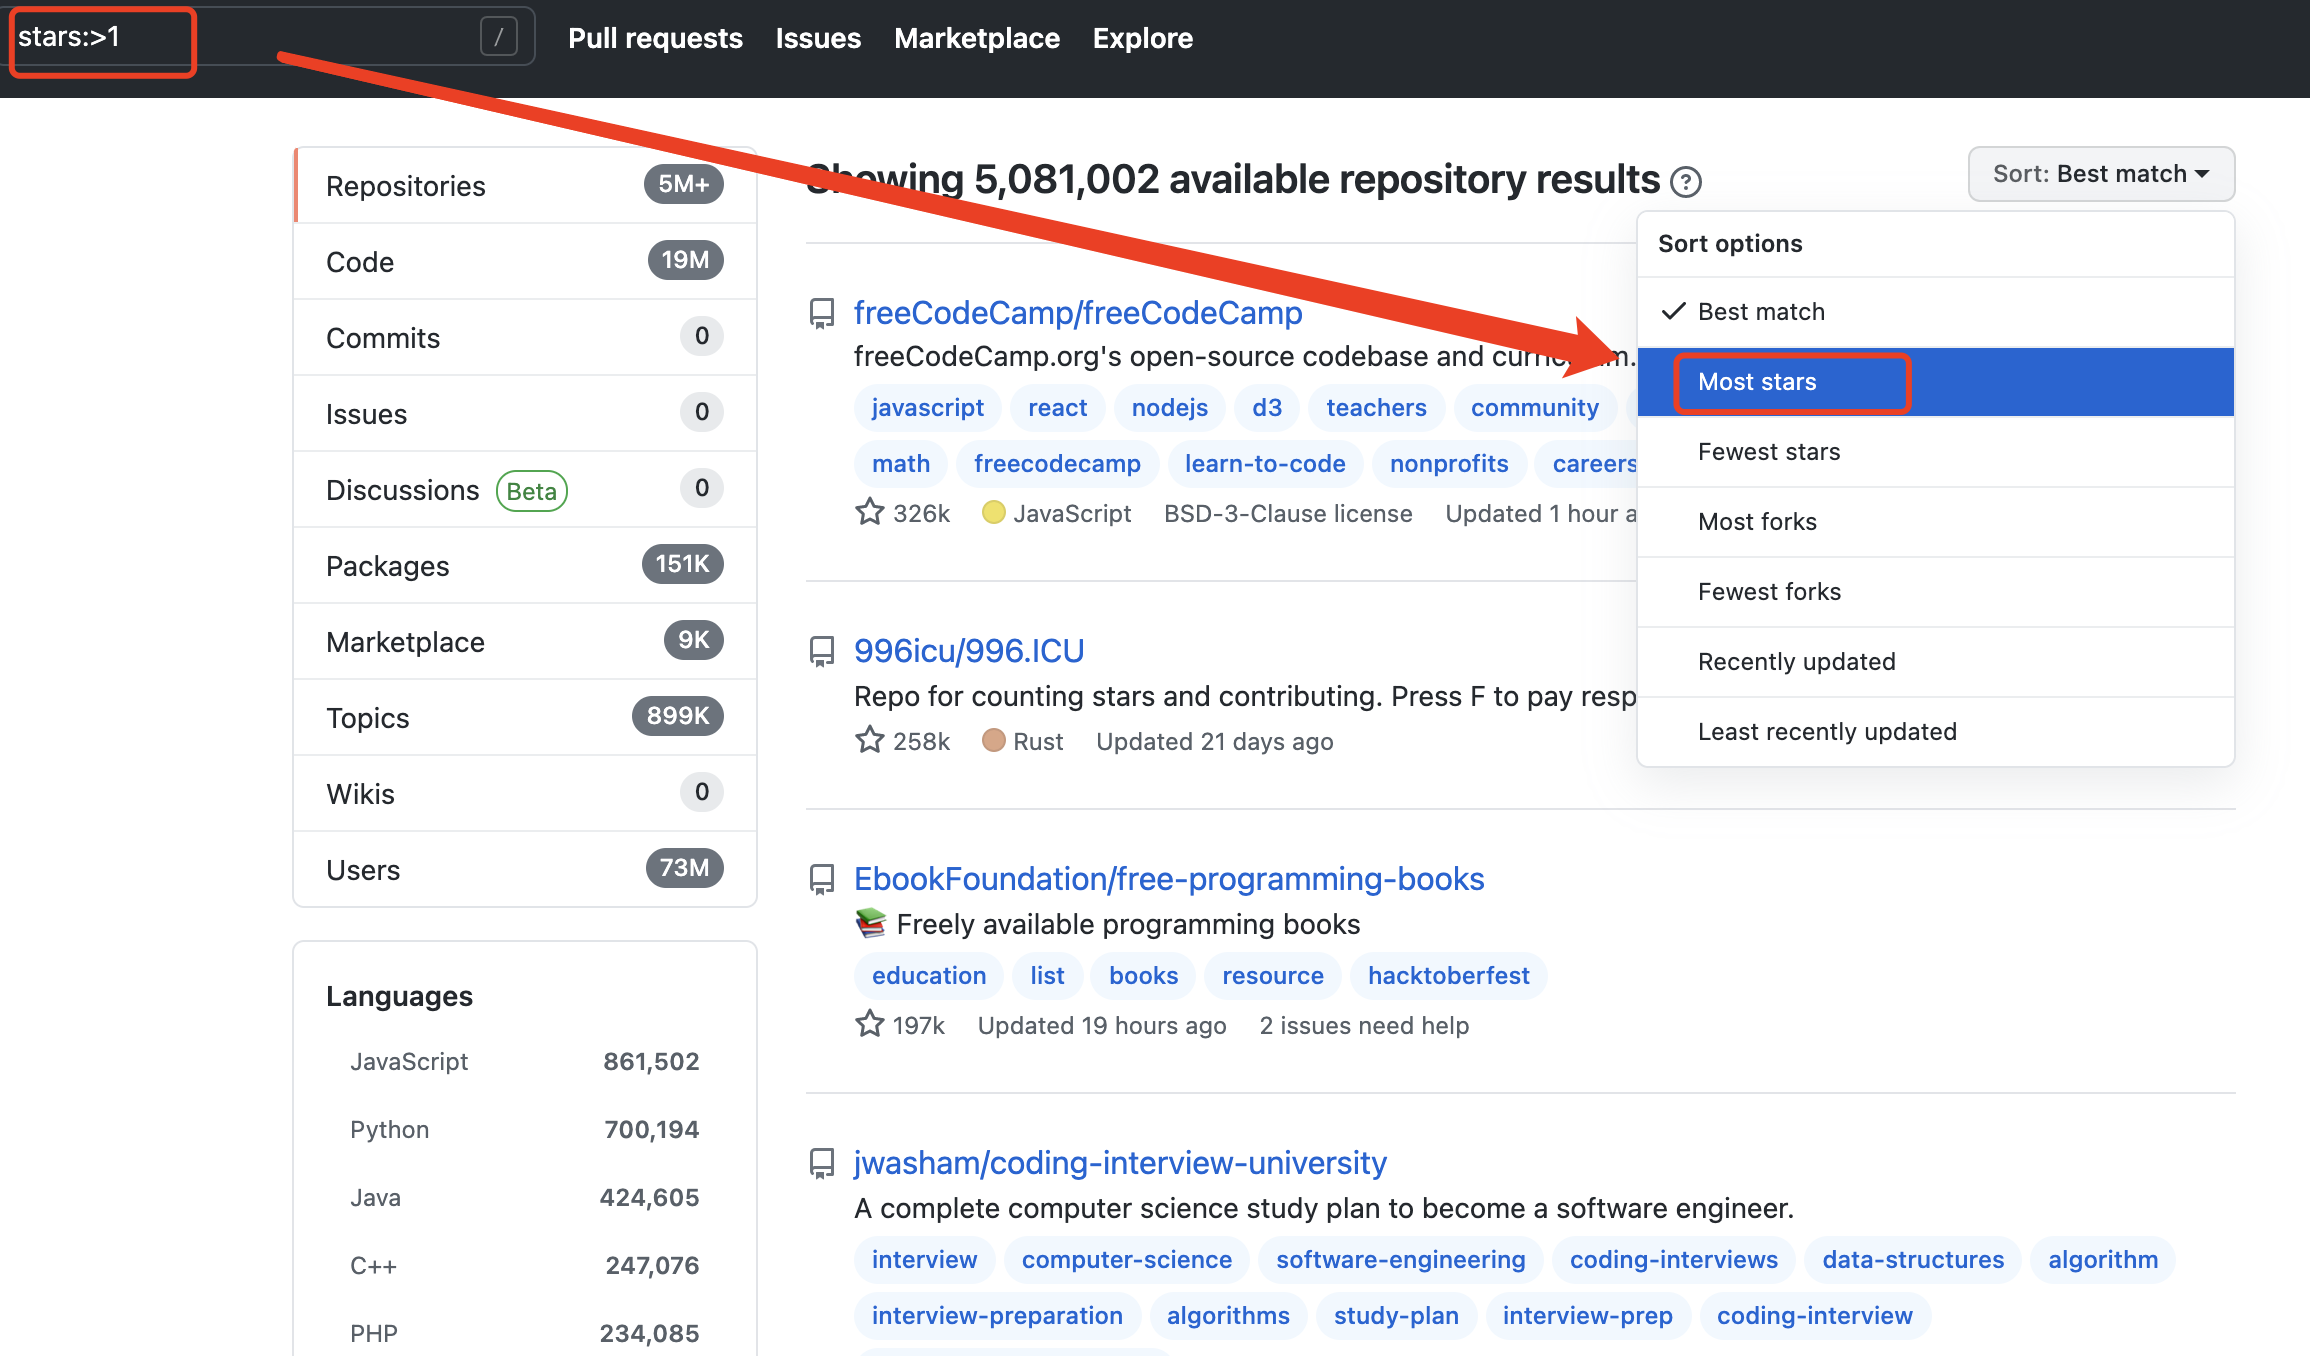 stars:>1 / Pull requests Issues Marketplace Explore
Repositories 5M+
Code 19M
Commits 0
Issues 0
Discussions Beta 0
Packages 151K
Marketplace 9K
Topics 899K
Wikis 0
Users 73M
Languages
JavaScript 861,502
Python 700,194
Java 424,605
C++ 247,076
PHP 234,085
Showing 5,081,002 available repository results ?
Sort: Best match
Sort options
Best match
Most stars
Fewest stars
Most forks
Fewest forks
Recently updated
Least recently updated
freeCodeCamp/freeCodeCamp
freeCodeCamp.org's open-source codebase and curriculum.
javascript react nodejs d3 teachers community
math freecodecamp learn-to-code nonprofits careers
326k JavaScript BSD-3-Clause license Updated 1 hour a
996icu/996.ICU
Repo for counting stars and contributing. Press F to pay resp
258k Rust Updated 21 days ago
EbookFoundation/free-programming-books
Freely available programming books
education list books resource hacktoberfest
197k Updated 19 hours ago 2 issues need help
jwasham/coding-interview-university
A complete computer science study plan to become a software engineer.
interview computer-science software-engineering coding-interviews data-structures algorithm
interview-preparation algorithms study-plan interview-prep coding-interview